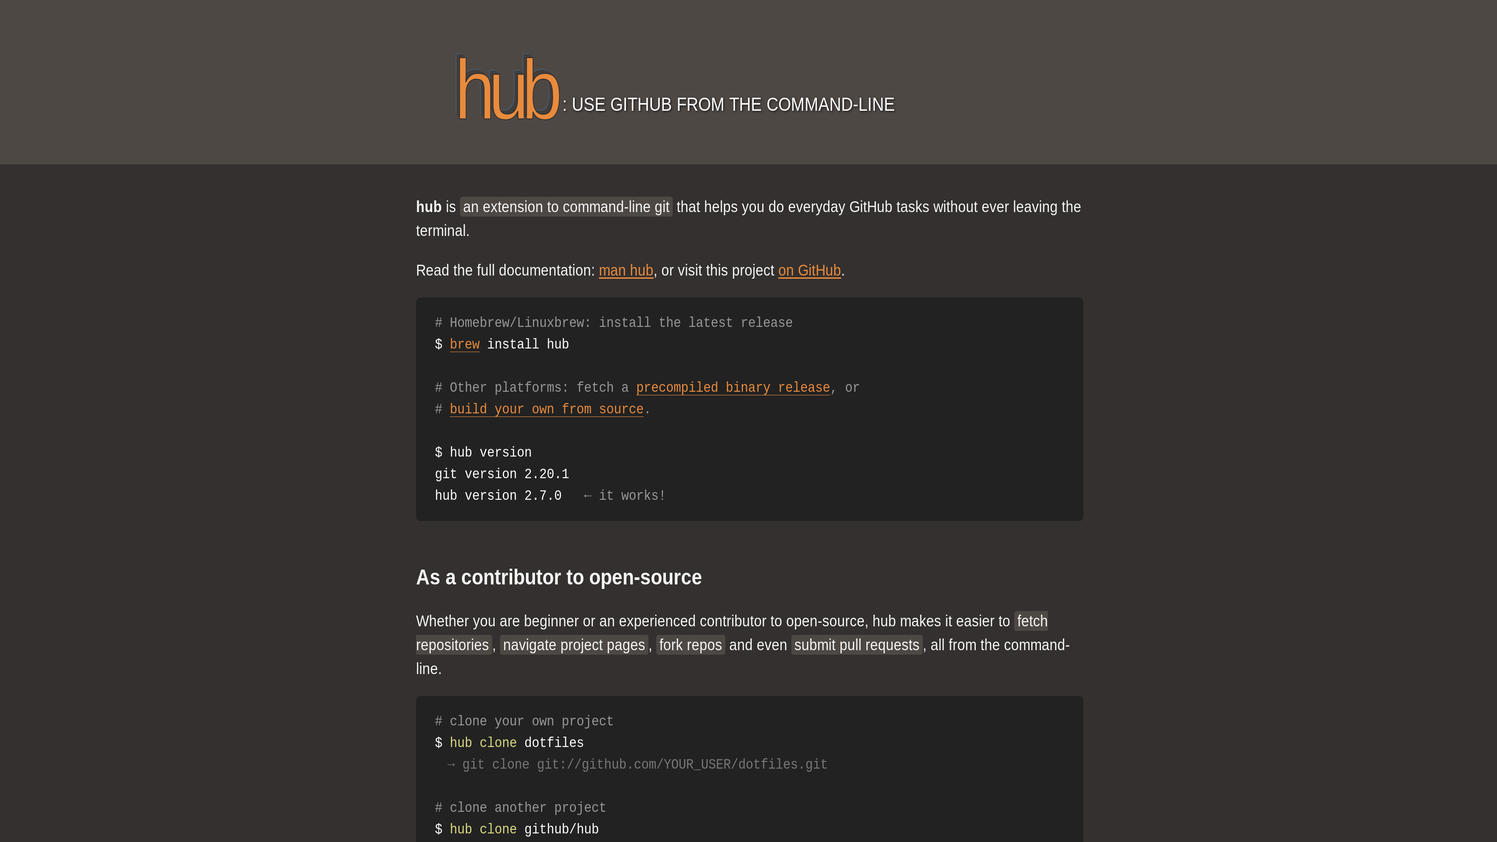 hub : USE GITHUB FROM THE COMMAND-LINE
hub is an extension to command-line git that helps you do everyday GitHub tasks without ever leaving the
terminal.
Read the full documentation: man hub, or visit this project on GitHub.
# Homebrew/Linuxbrew: install the latest release
$ brew install hub
# Other platforms: fetch a precompiled binary release, or
# build your own from source.
$ hub version
git version 2.20.1
hub version 2.7.0 ← it works!
As a contributor to open-source
Whether you are beginner or an experienced contributor to open-source, hub makes it easier to fetch
repositories, navigate project pages, fork repos and even submit pull requests, all from the command-
line.
# clone your own project
$ hub clone dotfiles
→ git clone git://github.com/YOUR_USER/dotfiles.git
# clone another project
$ hub clone github/hub